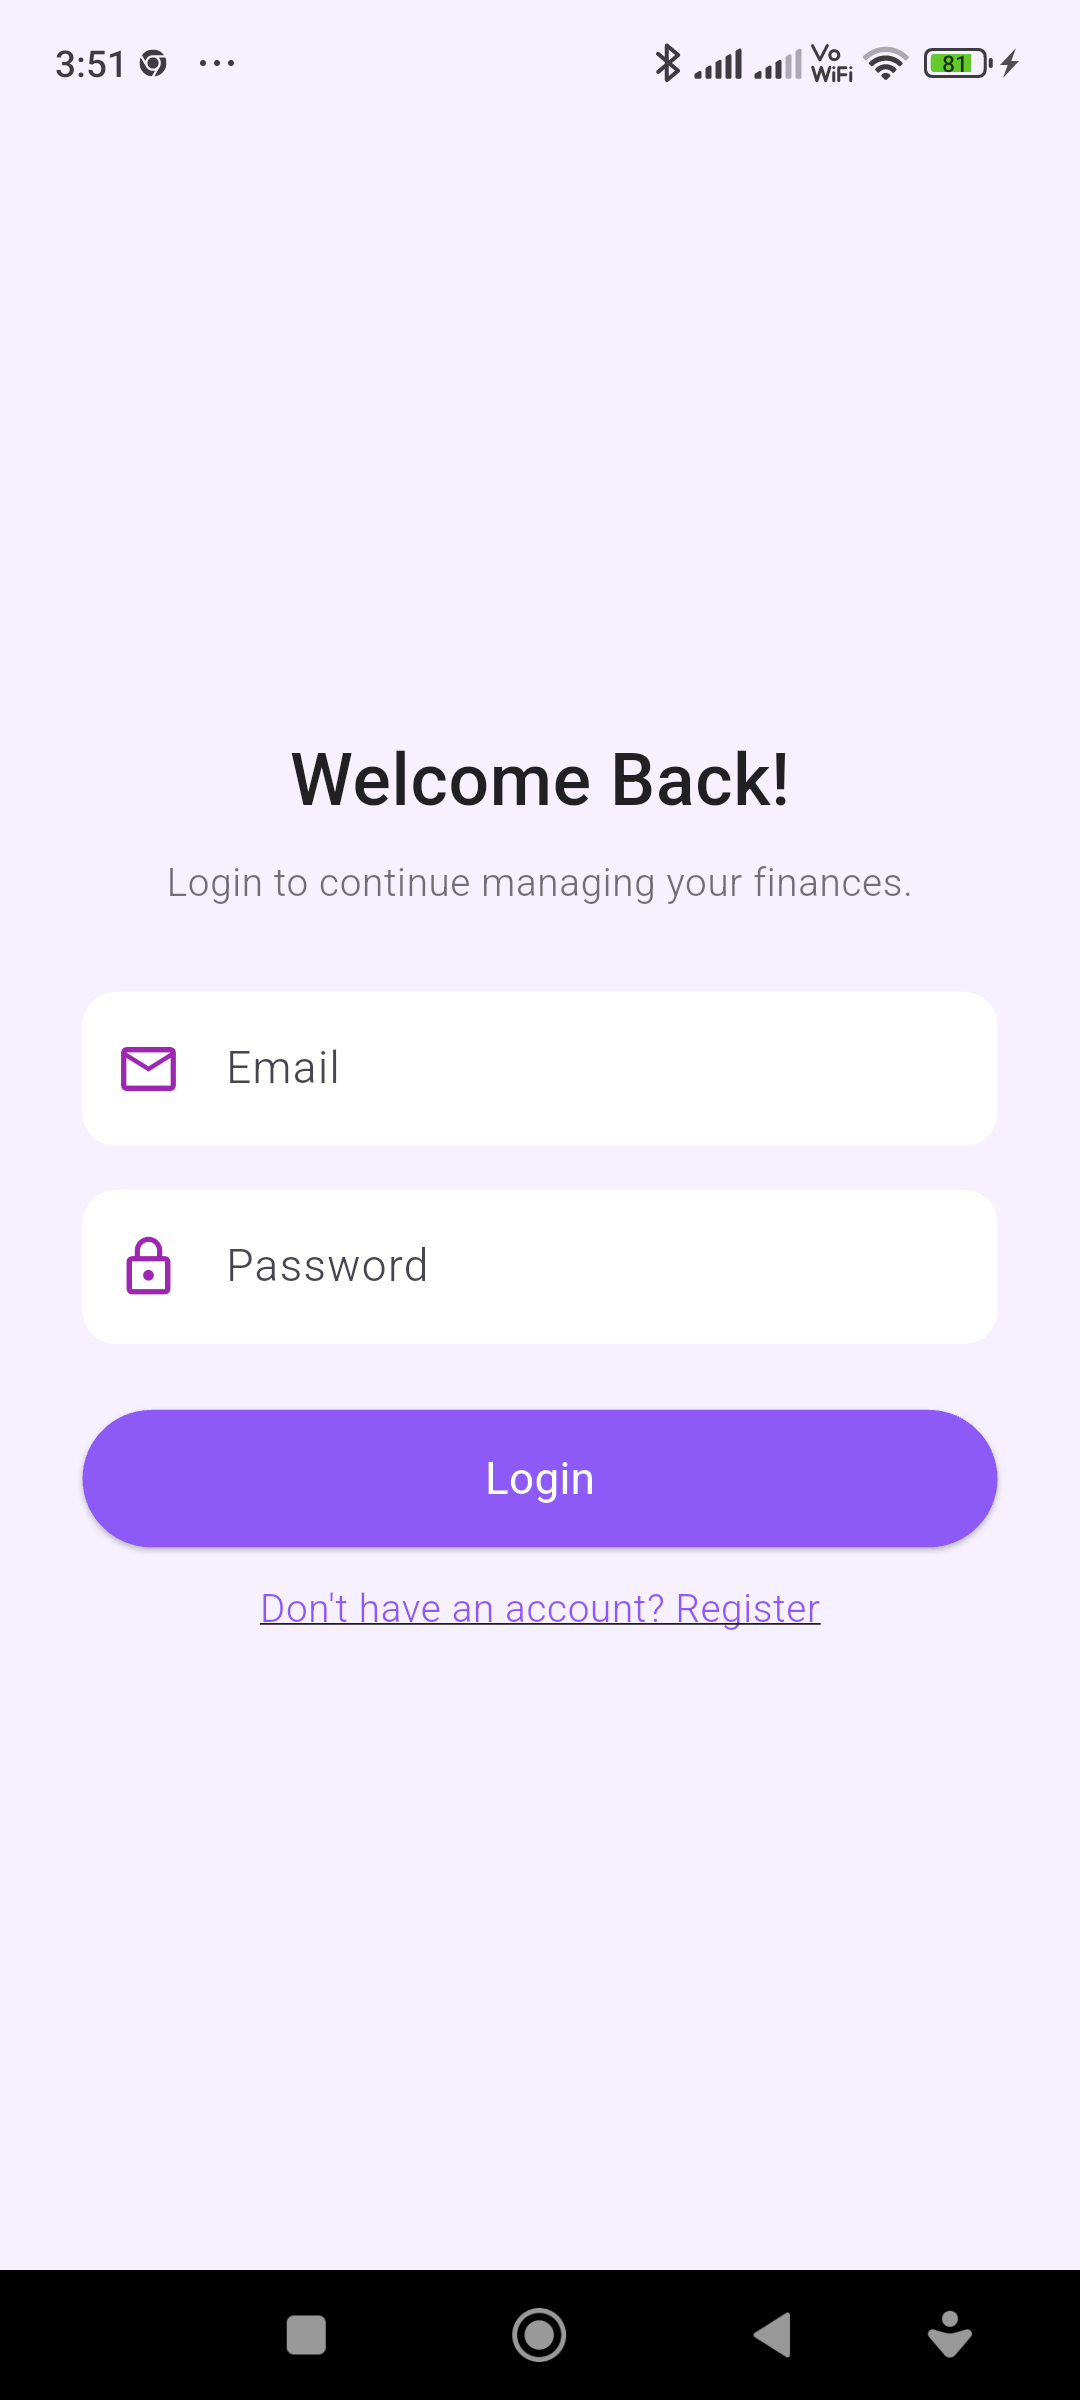 3:51
Vo WiFi
81
Welcome Back!
Login to continue managing your finances.
Email
Password
Login
Don't have an account? Register